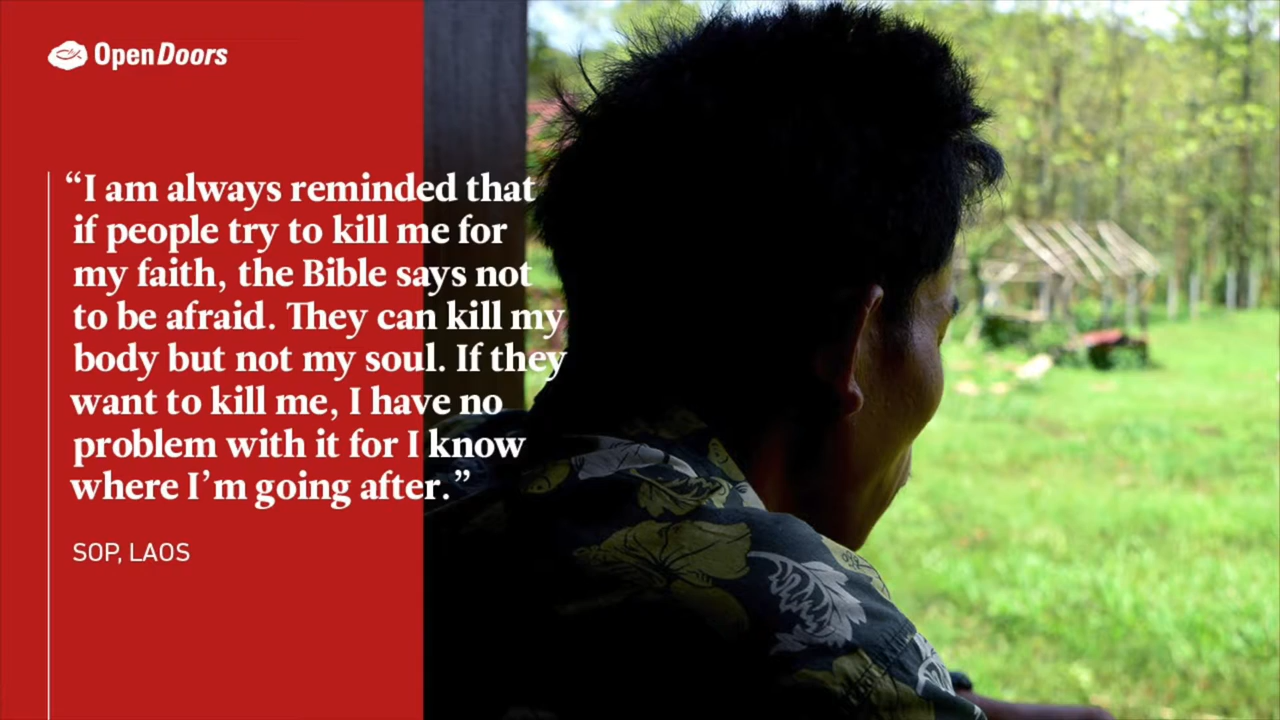 OpenDoors
“I am always reminded that
if people try to kill me for
my faith, the Bible says not
to be afraid. They can kill my
body but not my soul. If they
want to kill me, I have no
problem with it for I know
where I’m going after.”
SOP, LAOS